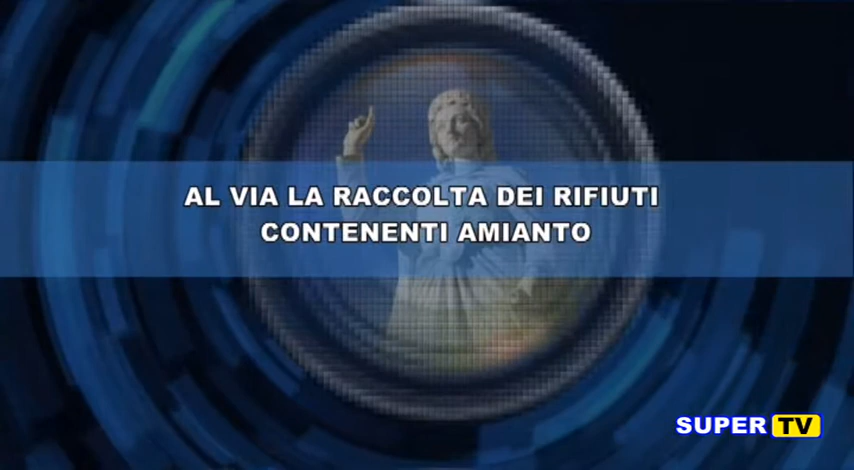 AL VIA LA RACCOLTA DEI RIFIUTI
CONTENENTI AMIANTO
SUPER TV